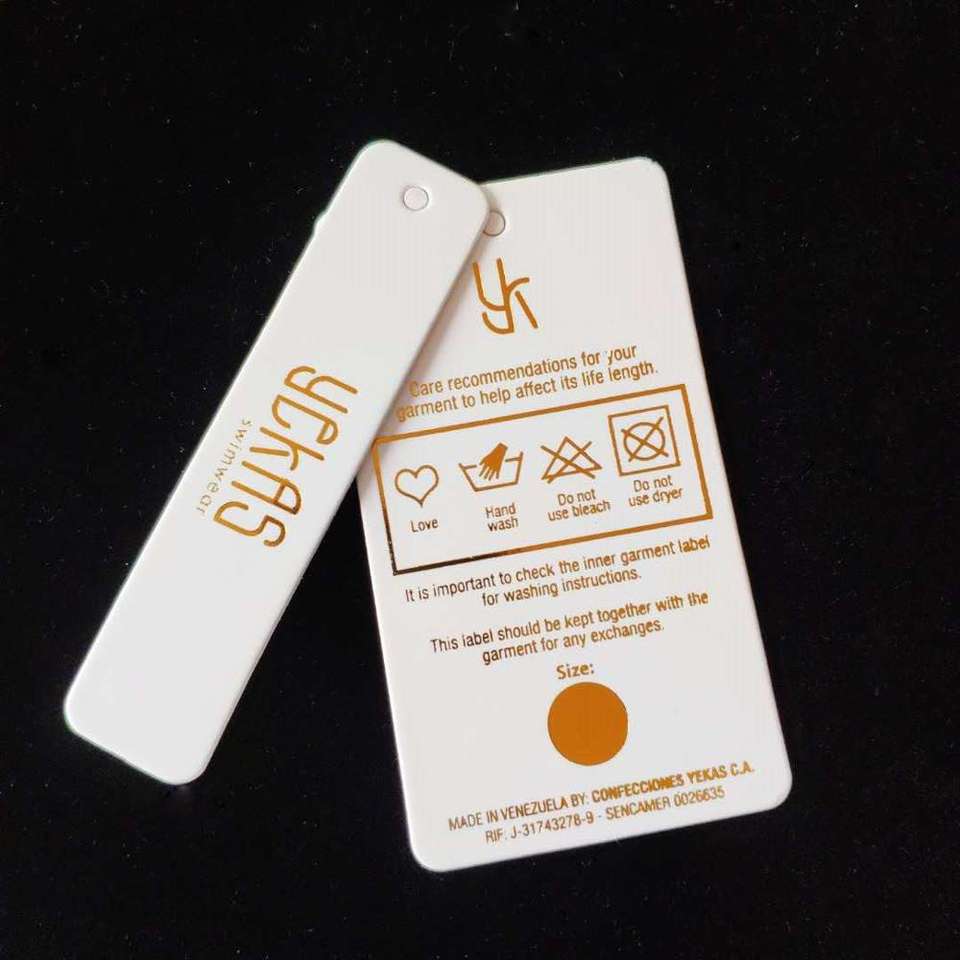 yekas
swimwear
yk
Care recommendations for your
garment to help affect its life length.
Love
Hand
wash
Do not
use bleach
Do not
use dryer
It is important to check the inner garment label
for washing instructions.
This label should be kept together with the
garment for any exchanges.
Size:
MADE IN VENEZUELA BY: CONFECCIONES YEKAS C.A.
RIF: J-31743278-9 - SENCAMER 0026635